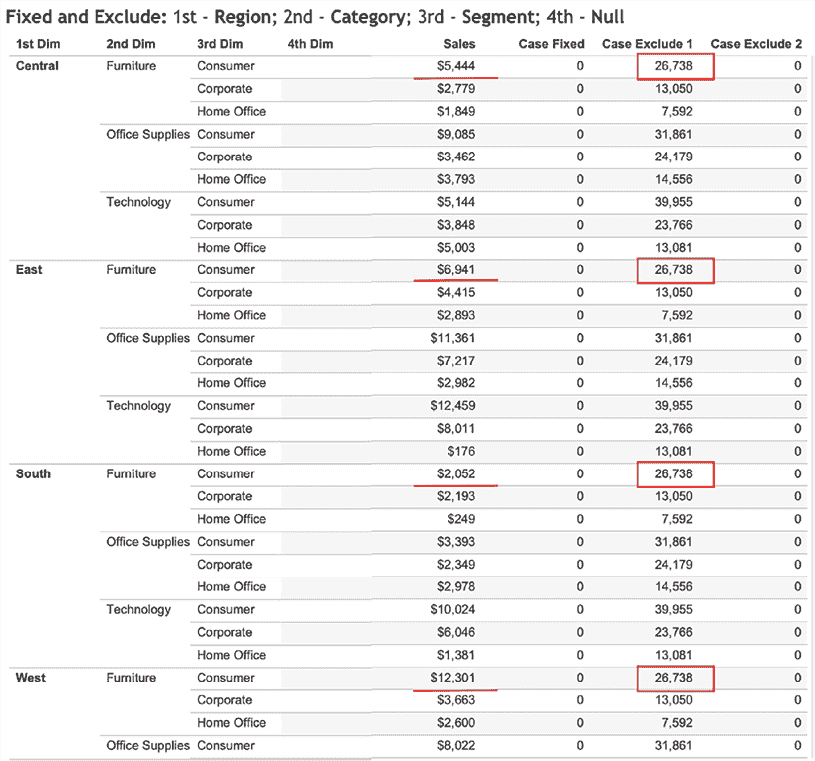 Fixed and Exclude: 1st - Region; 2nd - Category; 3rd - Segment; 4th - Null
1st Dim 2nd Dim 3rd Dim 4th Dim Sales Case Fixed Case Exclude 1 Case Exclude 2
Central Furniture Consumer $5,444 0 26,738 0
Corporate $2,779 0 13,050 0
Home Office $1,849 0 7,592 0
Office Supplies Consumer $9,085 0 31,861 0
Corporate $3,462 0 24,179 0
Home Office $3,793 0 14,556 0
Technology Consumer $5,144 0 39,955 0
Corporate $3,848 0 23,766 0
Home Office $5,003 0 13,081 0
East Furniture Consumer $6,941 0 26,738 0
Corporate $4,415 0 13,050 0
Home Office $2,893 0 7,592 0
Office Supplies Consumer $11,361 0 31,861 0
Corporate $7,217 0 24,179 0
Home Office $2,982 0 14,556 0
Technology Consumer $12,459 0 39,955 0
Corporate $8,011 0 23,766 0
Home Office $176 0 13,081 0
South Furniture Consumer $2,052 0 26,738 0
Corporate $2,193 0 13,050 0
Home Office $249 0 7,592 0
Office Supplies Consumer $3,393 0 31,861 0
Corporate $2,349 0 24,179 0
Home Office $2,978 0 14,556 0
Technology Consumer $10,024 0 39,955 0
Corporate $6,046 0 23,766 0
Home Office $1,381 0 13,081 0
West Furniture Consumer $12,301 0 26,738 0
Corporate $3,663 0 13,050 0
Home Office $2,600 0 7,592 0
Office Supplies Consumer $8,022 0 31,861 0